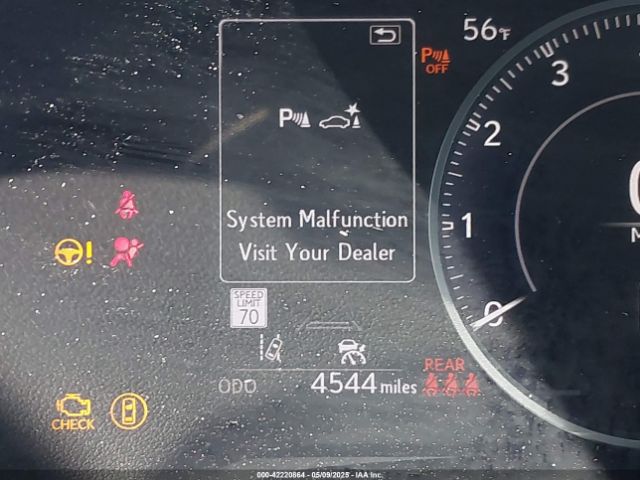 56°F
P
OFF
3
P
2
System Malfunction
1
Visit Your Dealer
SPEED
LIMIT
70
0
REAR
ODO 4544 miles
CHECK
000-42220864 - 05/09/2025 - IAA Inc.